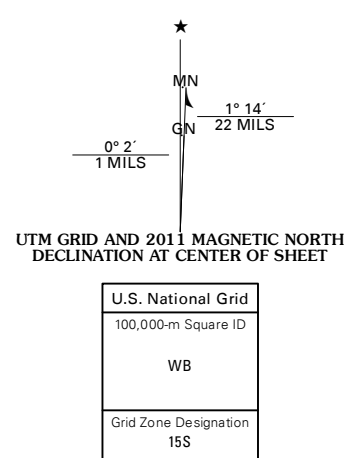 ★
MN
1° 14´
22 MILS
GN
0° 2´
1 MILS
UTM GRID AND 2011 MAGNETIC NORTH
DECLINATION AT CENTER OF SHEET
U.S. National Grid
100,000-m Square ID
WB
Grid Zone Designation
15S